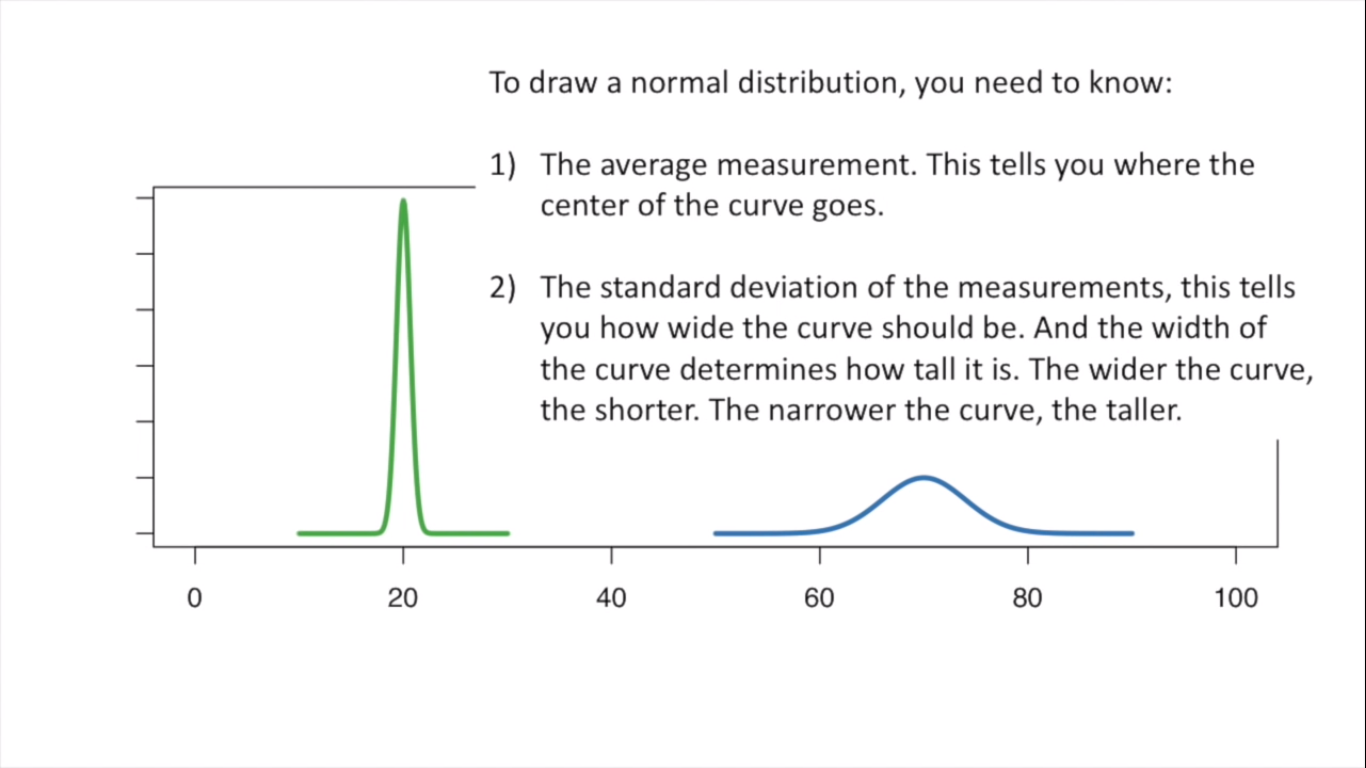 To draw a normal distribution, you need to know:
1) The average measurement. This tells you where the
center of the curve goes.
2) The standard deviation of the measurements, this tells
you how wide the curve should be. And the width of
the curve determines how tall it is. The wider the curve,
the shorter. The narrower the curve, the taller.
0 20 40 60 80 100